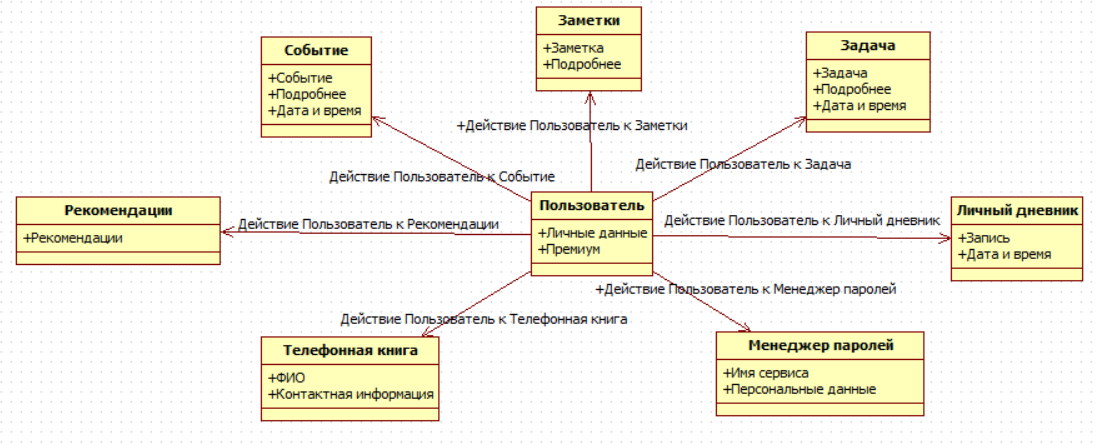 Заметки
+Заметка
+Подробнее
Событие
+Событие
+Подробнее
+Дата и время
Задача
+Задача
+Подробнее
+Дата и время
+Действие Пользователь к Заметки
Действие Пользователь к Задача
Действие Пользователь к Событие
Рекомендации
+Рекомендации
Действие Пользователь к Рекомендации
Пользователь
+Личные данные
+Премиум
Действие Пользователь к Личный дневник
Личный дневник
+Запись
+Дата и время
+Действие Пользователь к Менеджер паролей
Действие Пользователь к Телефонная книга
Телефонная книга
+ФИО
+Контактная информация
Менеджер паролей
+Имя сервиса
+Персональные данные